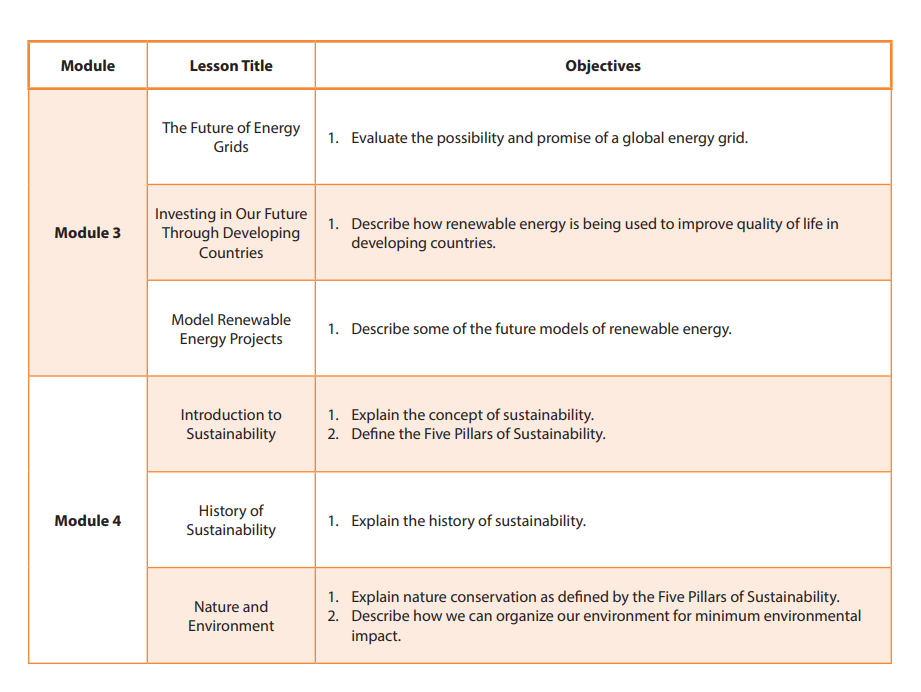 Module
Lesson Title
Objectives
Module 3
The Future of Energy
Grids
1. Evaluate the possibility and promise of a global energy grid.
Investing in Our Future
Through Developing
Countries
1. Describe how renewable energy is being used to improve quality of life in
developing countries.
Model Renewable
Energy Projects
1. Describe some of the future models of renewable energy.
Module 4
Introduction to
Sustainability
1. Explain the concept of sustainability.
2. Define the Five Pillars of Sustainability.
History of
Sustainability
1. Explain the history of sustainability.
Nature and
Environment
1. Explain nature conservation as defined by the Five Pillars of Sustainability.
2. Describe how we can organize our environment for minimum environmental
impact.